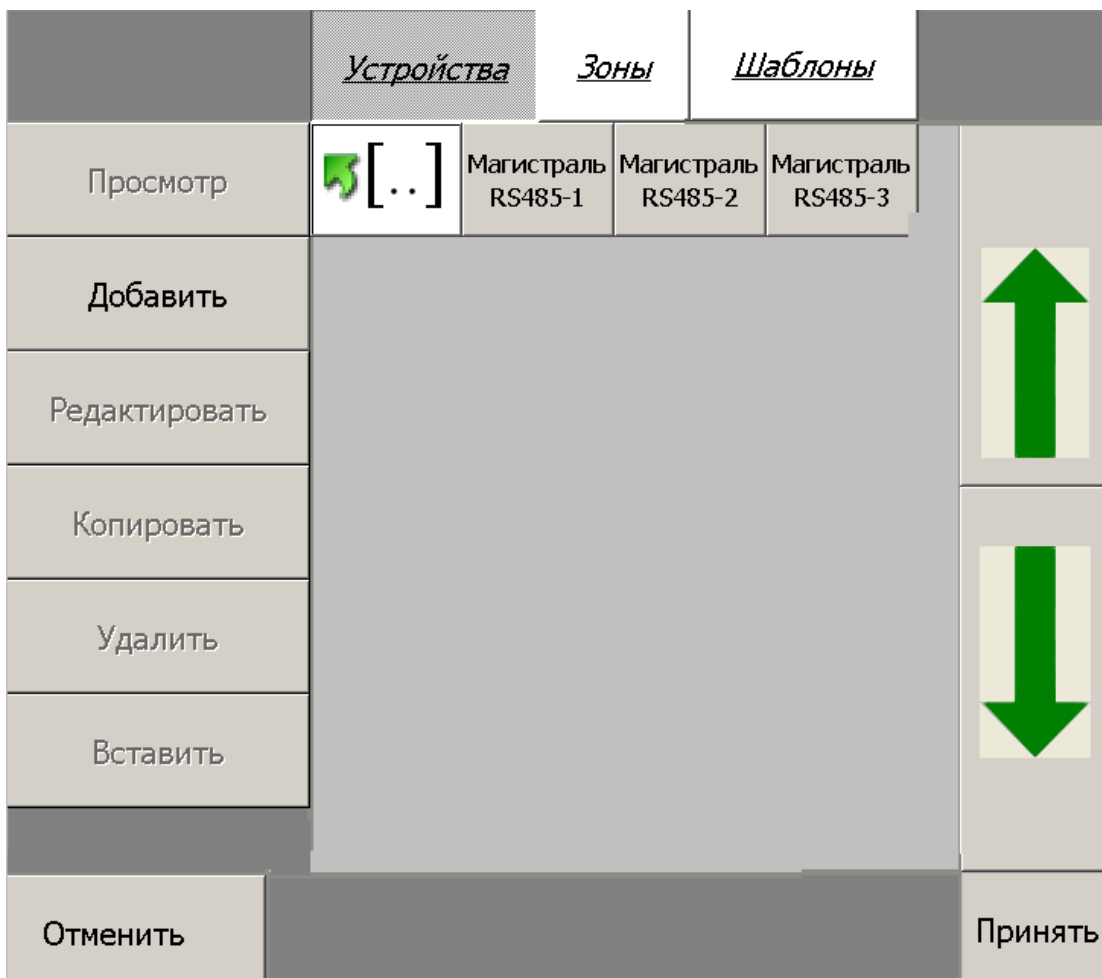 Устройства Зоны Шаблоны
Просмотр
[..]
Магистраль
RS485-1
Магистраль
RS485-2
Магистраль
RS485-3
Добавить
Редактировать
Копировать
Удалить
Вставить
Отменить
Принять